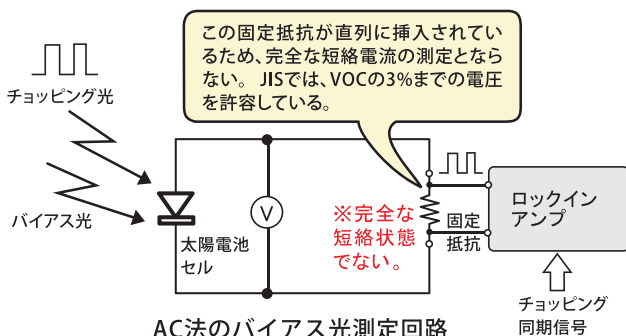 この固定抵抗が直列に挿入されてい
るため、完全な短絡電流の測定となら
ない。 JISでは、VOCの3%までの電圧
を許容している。
チョッピング光
バイアス光
太陽電池
セル
V
※完全な
短絡状態
でない。
固定
抵抗
ロックイン
アンプ
チョッピング
同期信号
AC法のバイアス光測定回路